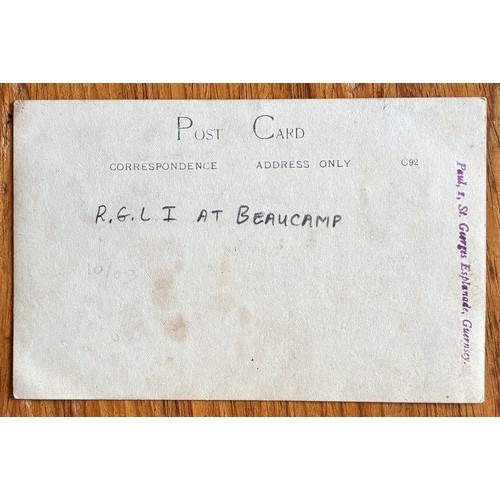 POST CARD
CORRESPONDENCE ADDRESS ONLY C92
R.G.L I AT BEAUCAMP
10/00
Paul, 1, St. Georges Esplanade, Guernsey.